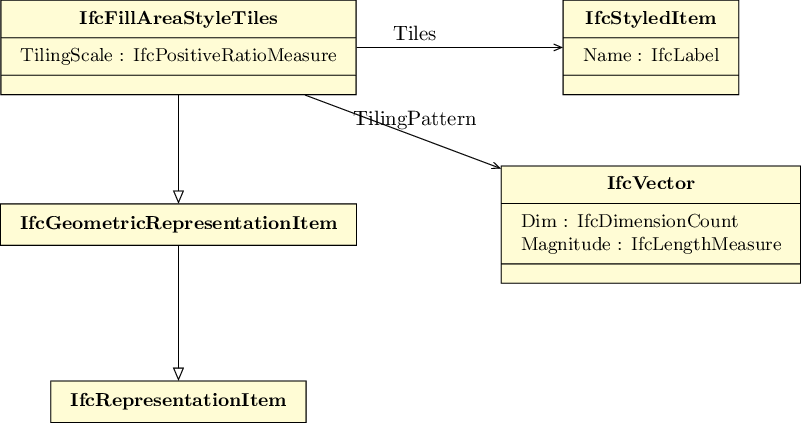 IfcFillAreaStyleTiles
TilingScale : IfcPositiveRatioMeasure
Tiles
IfcStyledItem
Name : IfcLabel
TilingPattern
IfcVector
Dim : IfcDimensionCount
Magnitude : IfcLengthMeasure
IfcGeometricRepresentationItem
IfcRepresentationItem